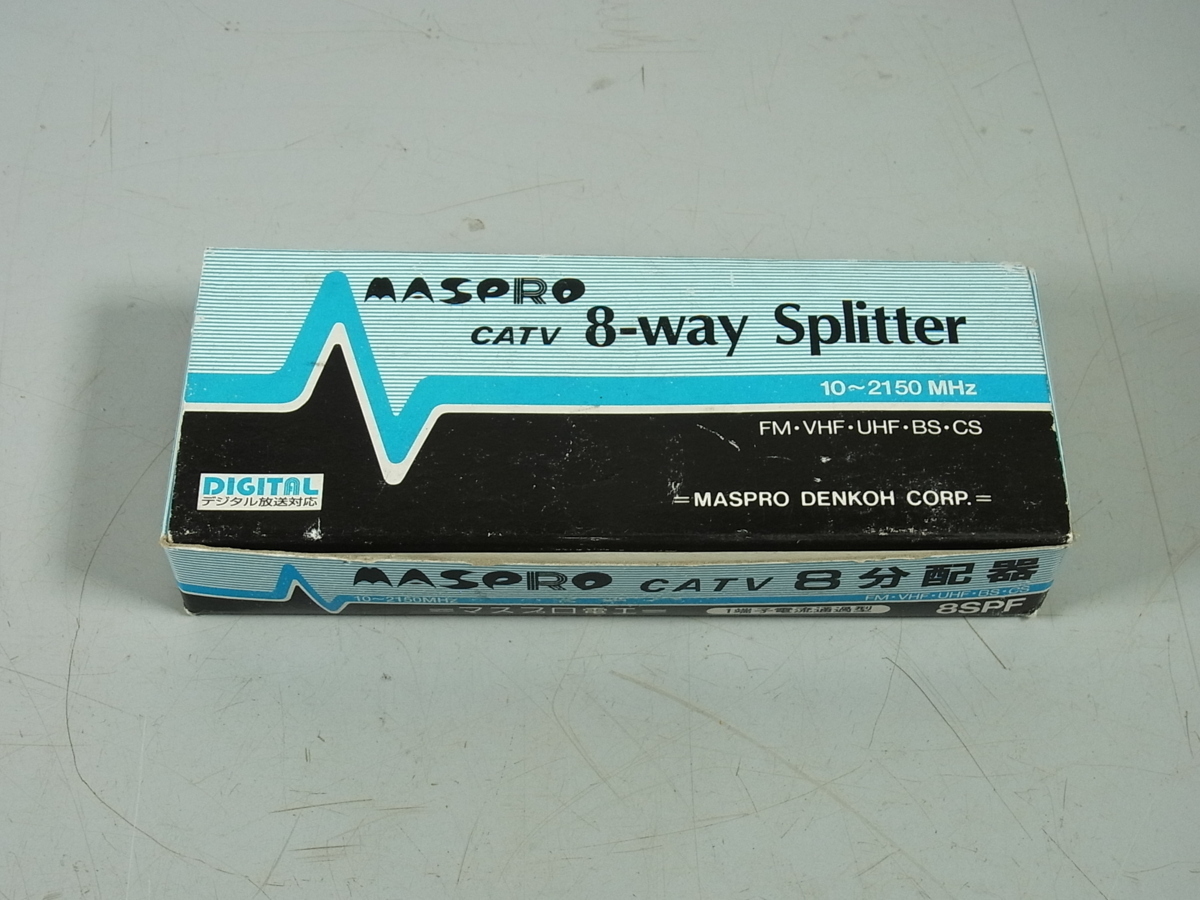 MASPRO
CATV 8-way Splitter
10~2150 MHz
FM·VHF·UHF·BS·CS
DIGITAL
デジタル放送対応
=MASPRO DENKOH CORP.=
MASPRO CATV 8分配器
10~2150MHz
FM·VHF·UHF·BS·CS
=マスプロ電工=
1端子電流通過型
8SPF